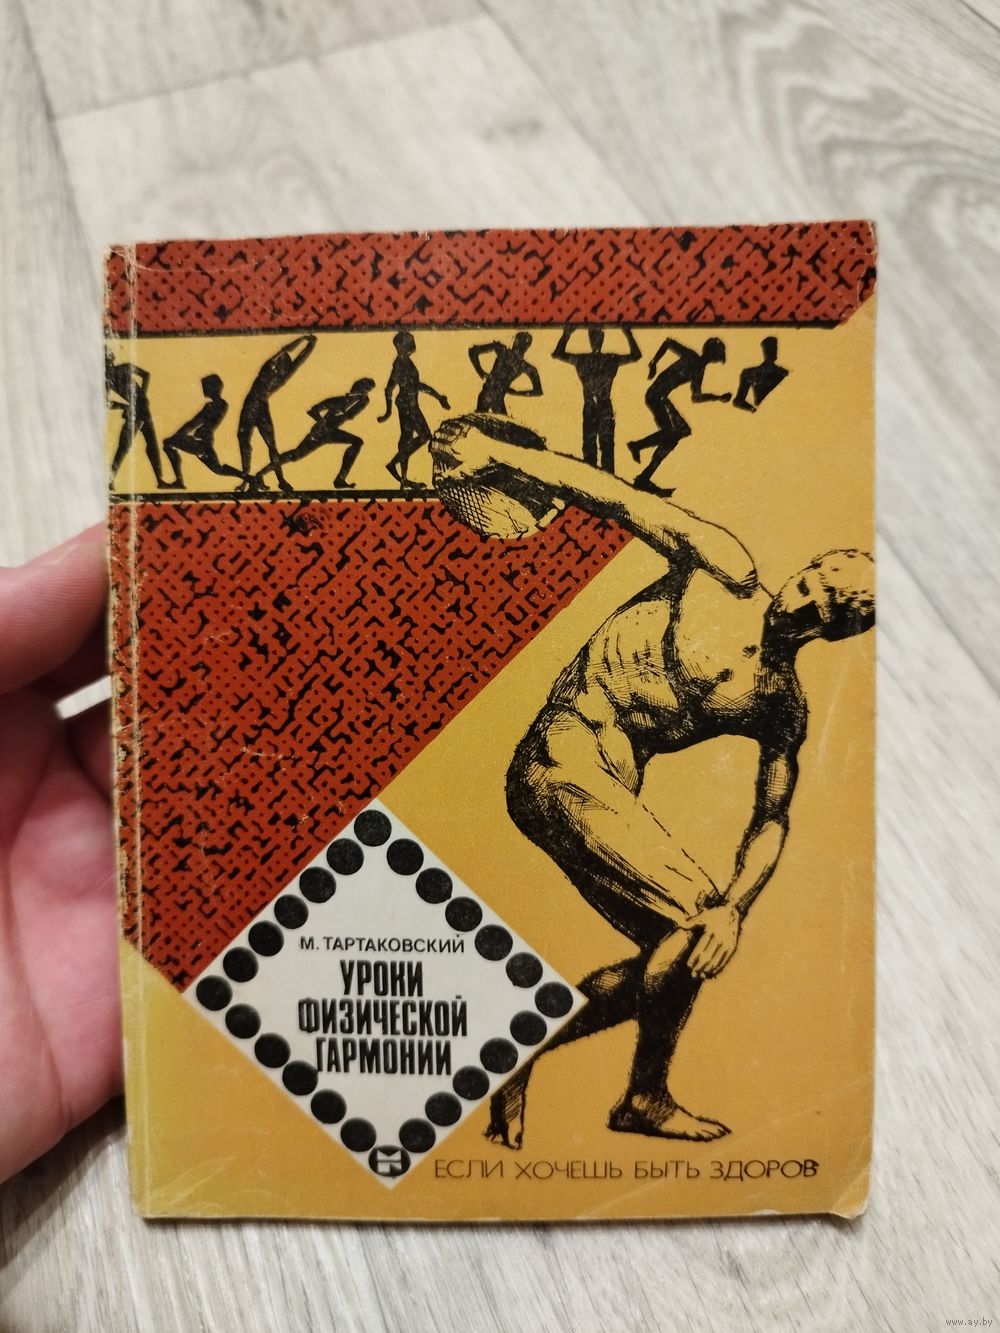 М. ТАРТАКОВСКИЙ
УРОКИ
ФИЗИЧЕСКОЙ
ГАРМОНИИ
ЕСЛИ ХОЧЕШЬ БЫТЬ ЗДОРОВ
www.ay.by